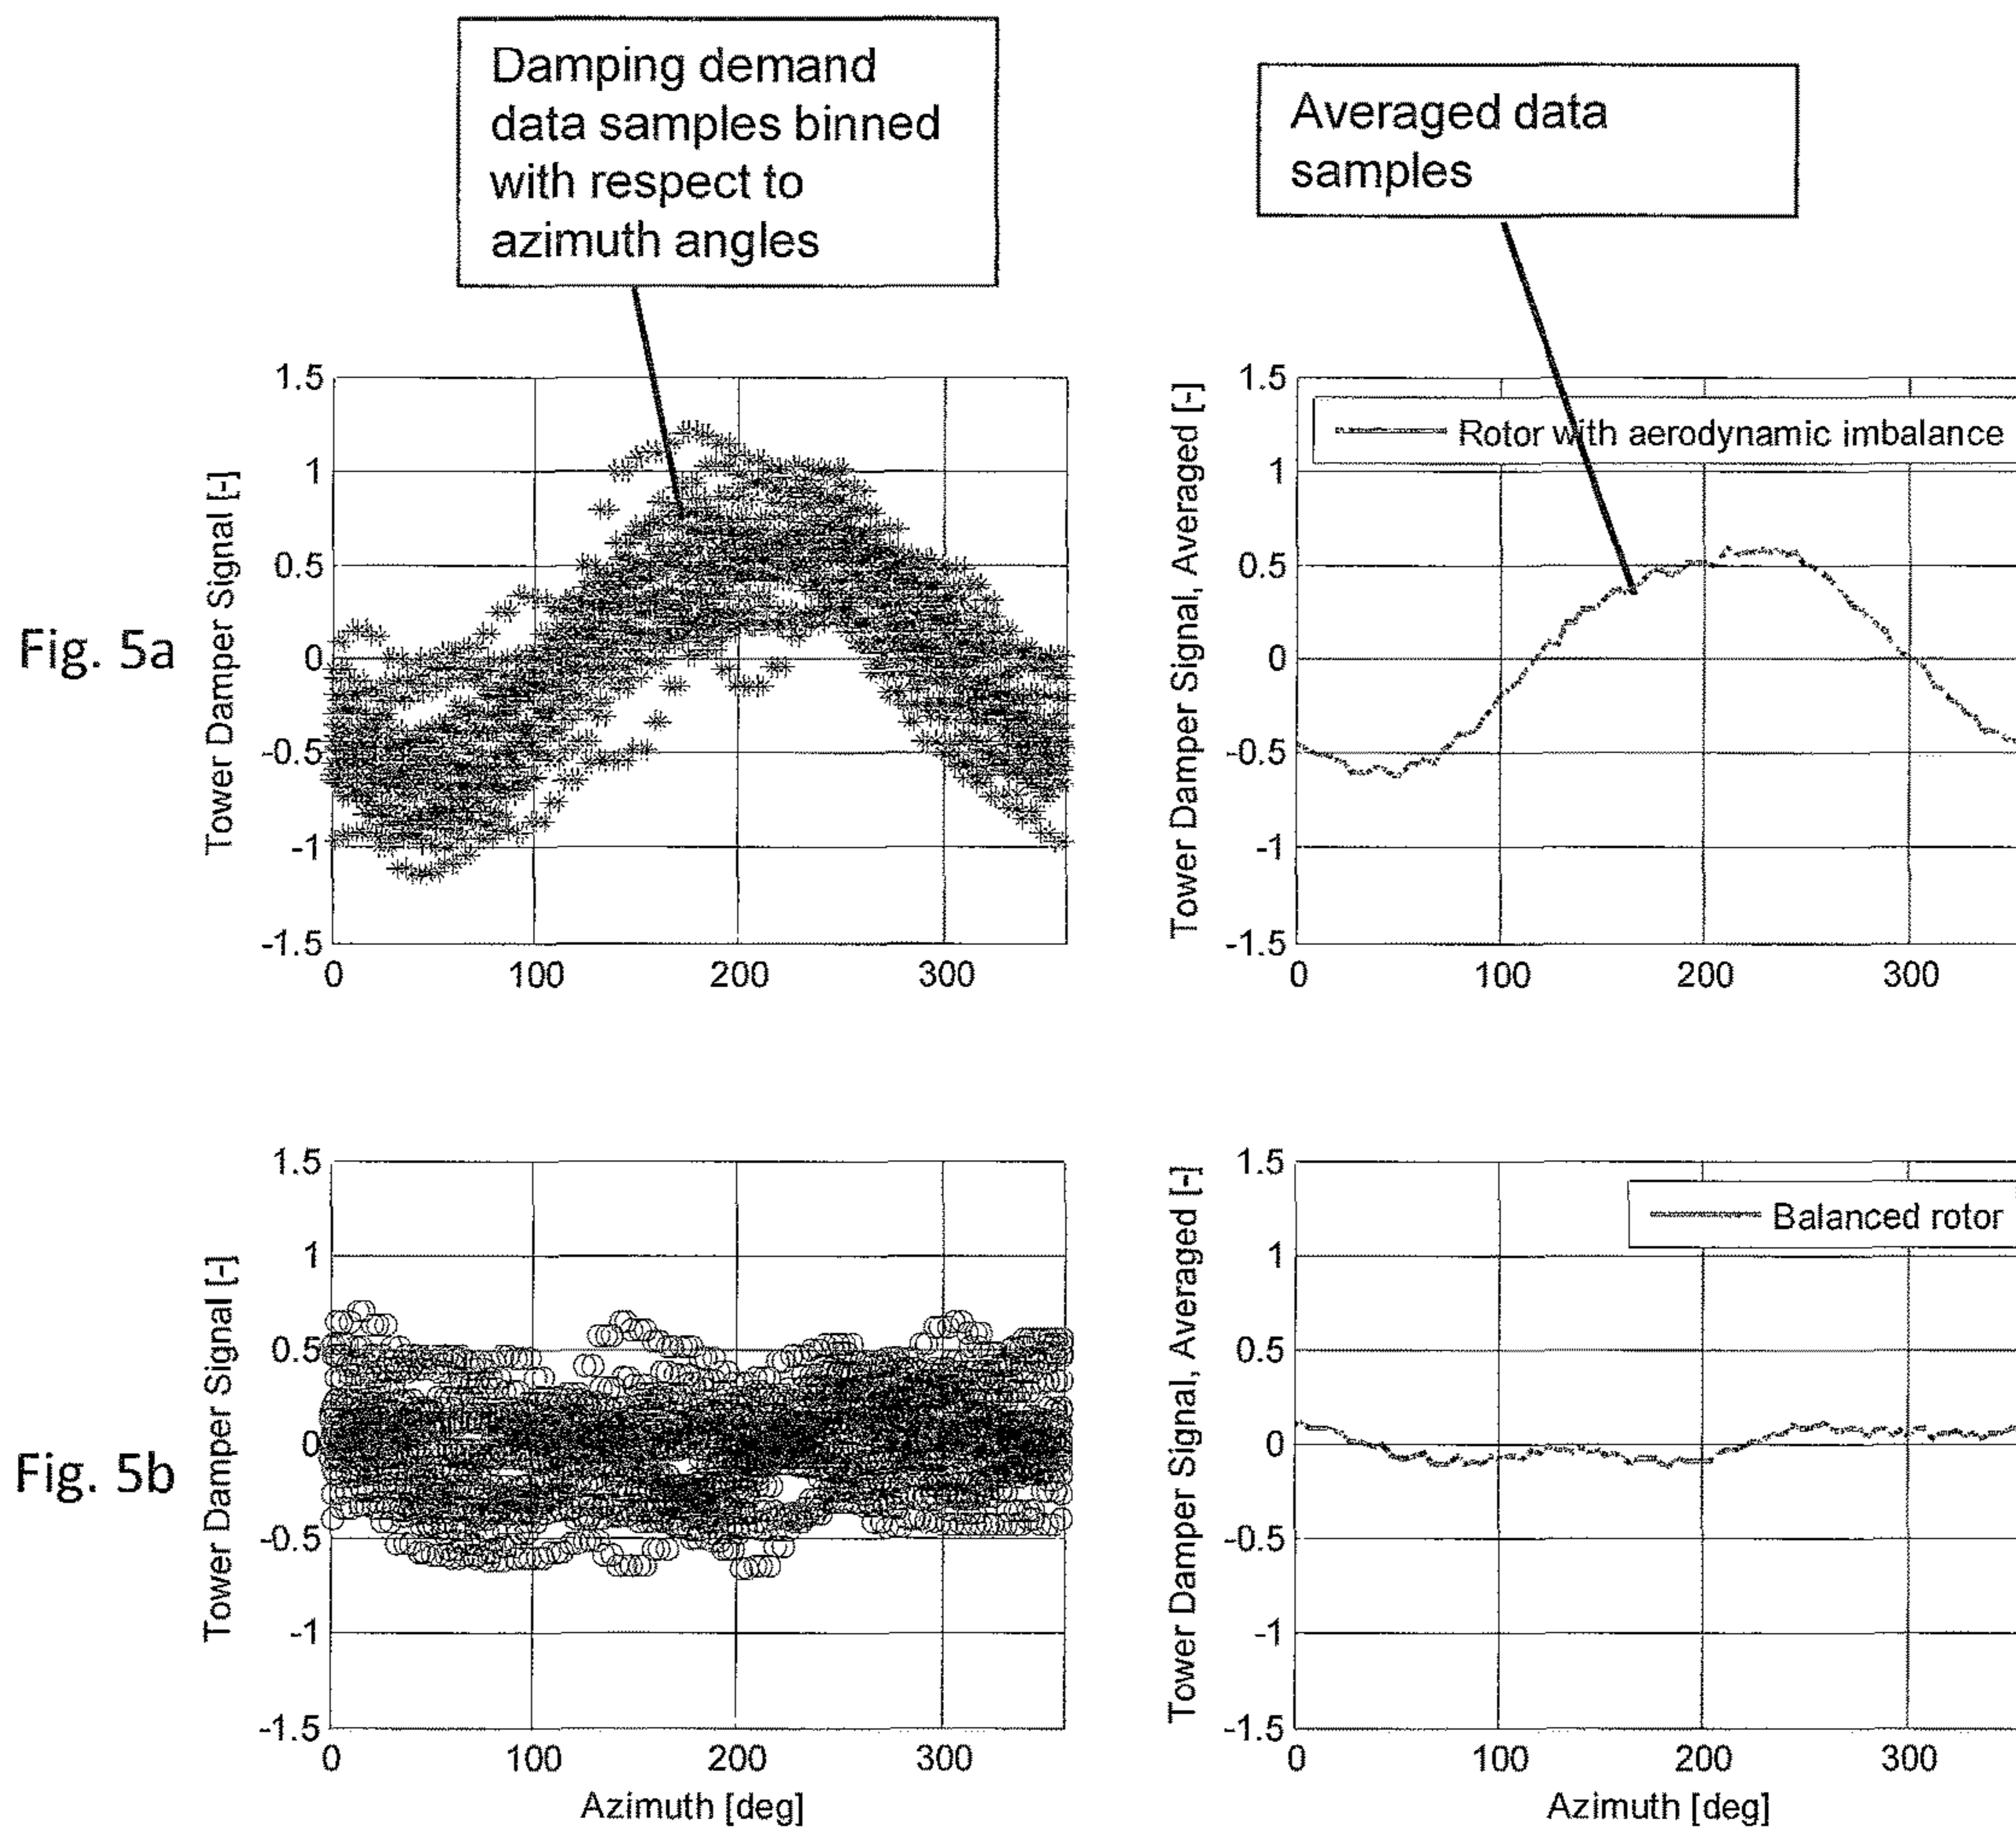 Damping demand
data samples binned
with respect to
azimuth angles
Averaged data
samples
Fig. 5a
Tower Damper Signal [-]
1.5
1
0.5
0
-0.5
-1
-1.5
0 100 200 300
Tower Damper Signal, Averaged [-]
1.5
1
0.5
0
-0.5
-1
-1.5
0 100 200 300
Rotor with aerodynamic imbalance
Fig. 5b
Tower Damper Signal [-]
1.5
1
0.5
0
-0.5
-1
-1.5
0 100 200 300
Azimuth [deg]
Tower Damper Signal, Averaged [-]
1.5
1
0.5
0
-0.5
-1
-1.5
0 100 200 300
Azimuth [deg]
Balanced rotor